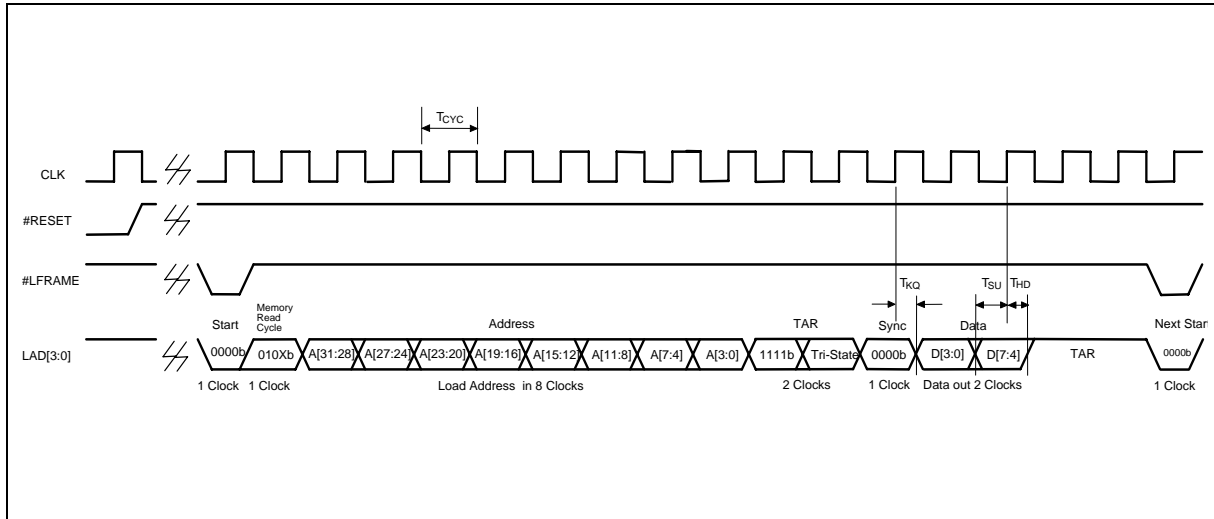 TCYC
CLK
#RESET
#LFRAME
TKQ
TSU
THD
Memory
Read
Cycle
Start
Address
TAR
Sync
Data
Next Start
LAD[3:0]
0000b
010Xb
A[31:28]
A[27:24]
A[23:20]
A[19:16]
A[15:12]
A[11:8]
A[7:4]
A[3:0]
1111b
Tri-State
0000b
D[3:0]
D[7:4]
TAR
0000b
1 Clock
1 Clock
Load Address in 8 Clocks
2 Clocks
1 Clock
Data out 2 Clocks
1 Clock